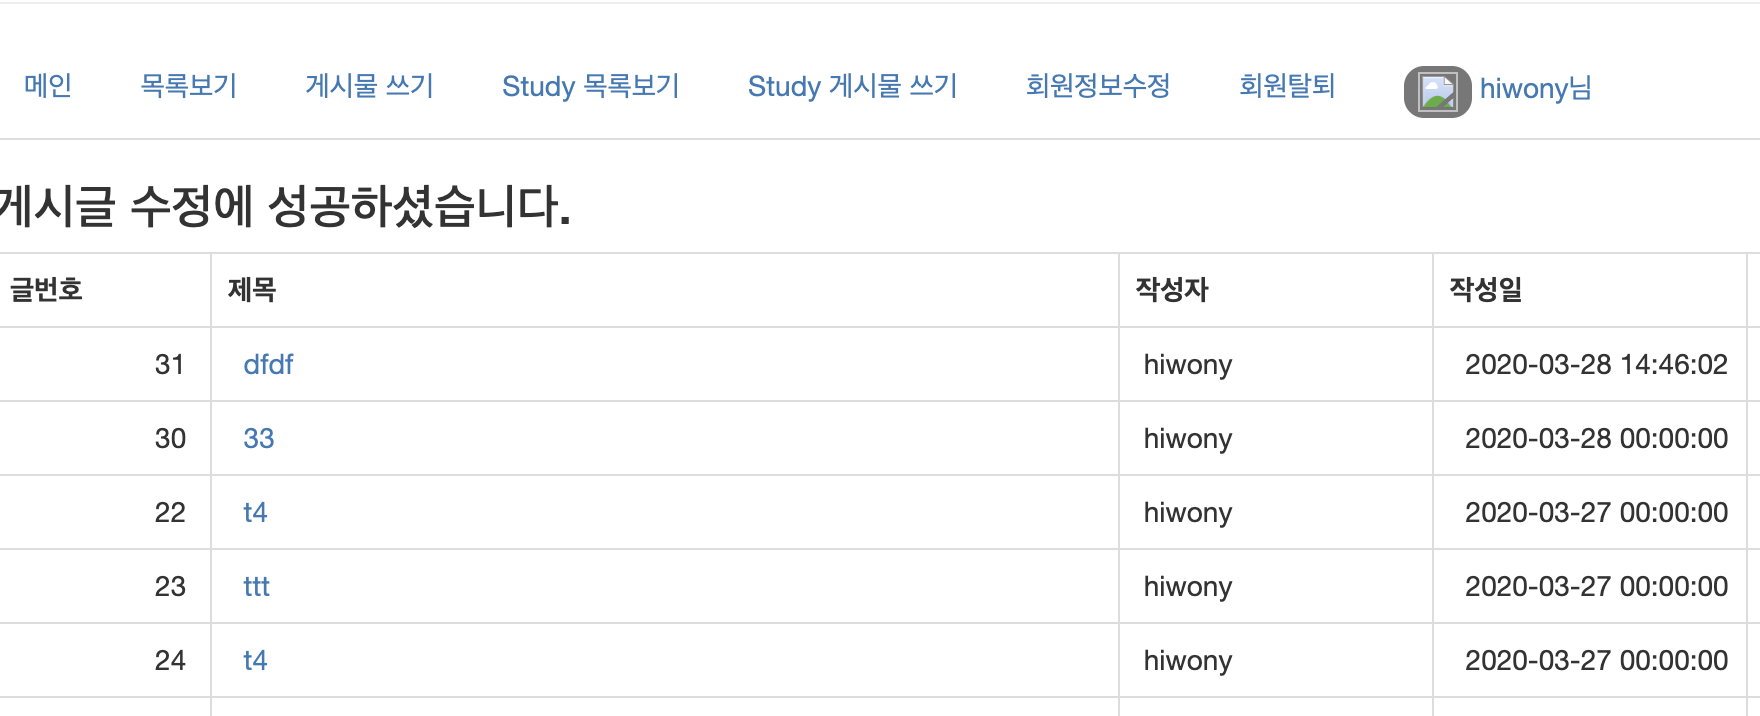 메인 목록보기 게시물 쓰기 Study 목록보기 Study 게시물 쓰기 회원정보수정 회원탈퇴 hiwony님
게시글 수정에 성공하셨습니다.
글번호 제목 작성자 작성일
31 dfdf hiwony 2020-03-28 14:46:02
30 33 hiwony 2020-03-28 00:00:00
22 t4 hiwony 2020-03-27 00:00:00
23 ttt hiwony 2020-03-27 00:00:00
24 t4 hiwony 2020-03-27 00:00:00